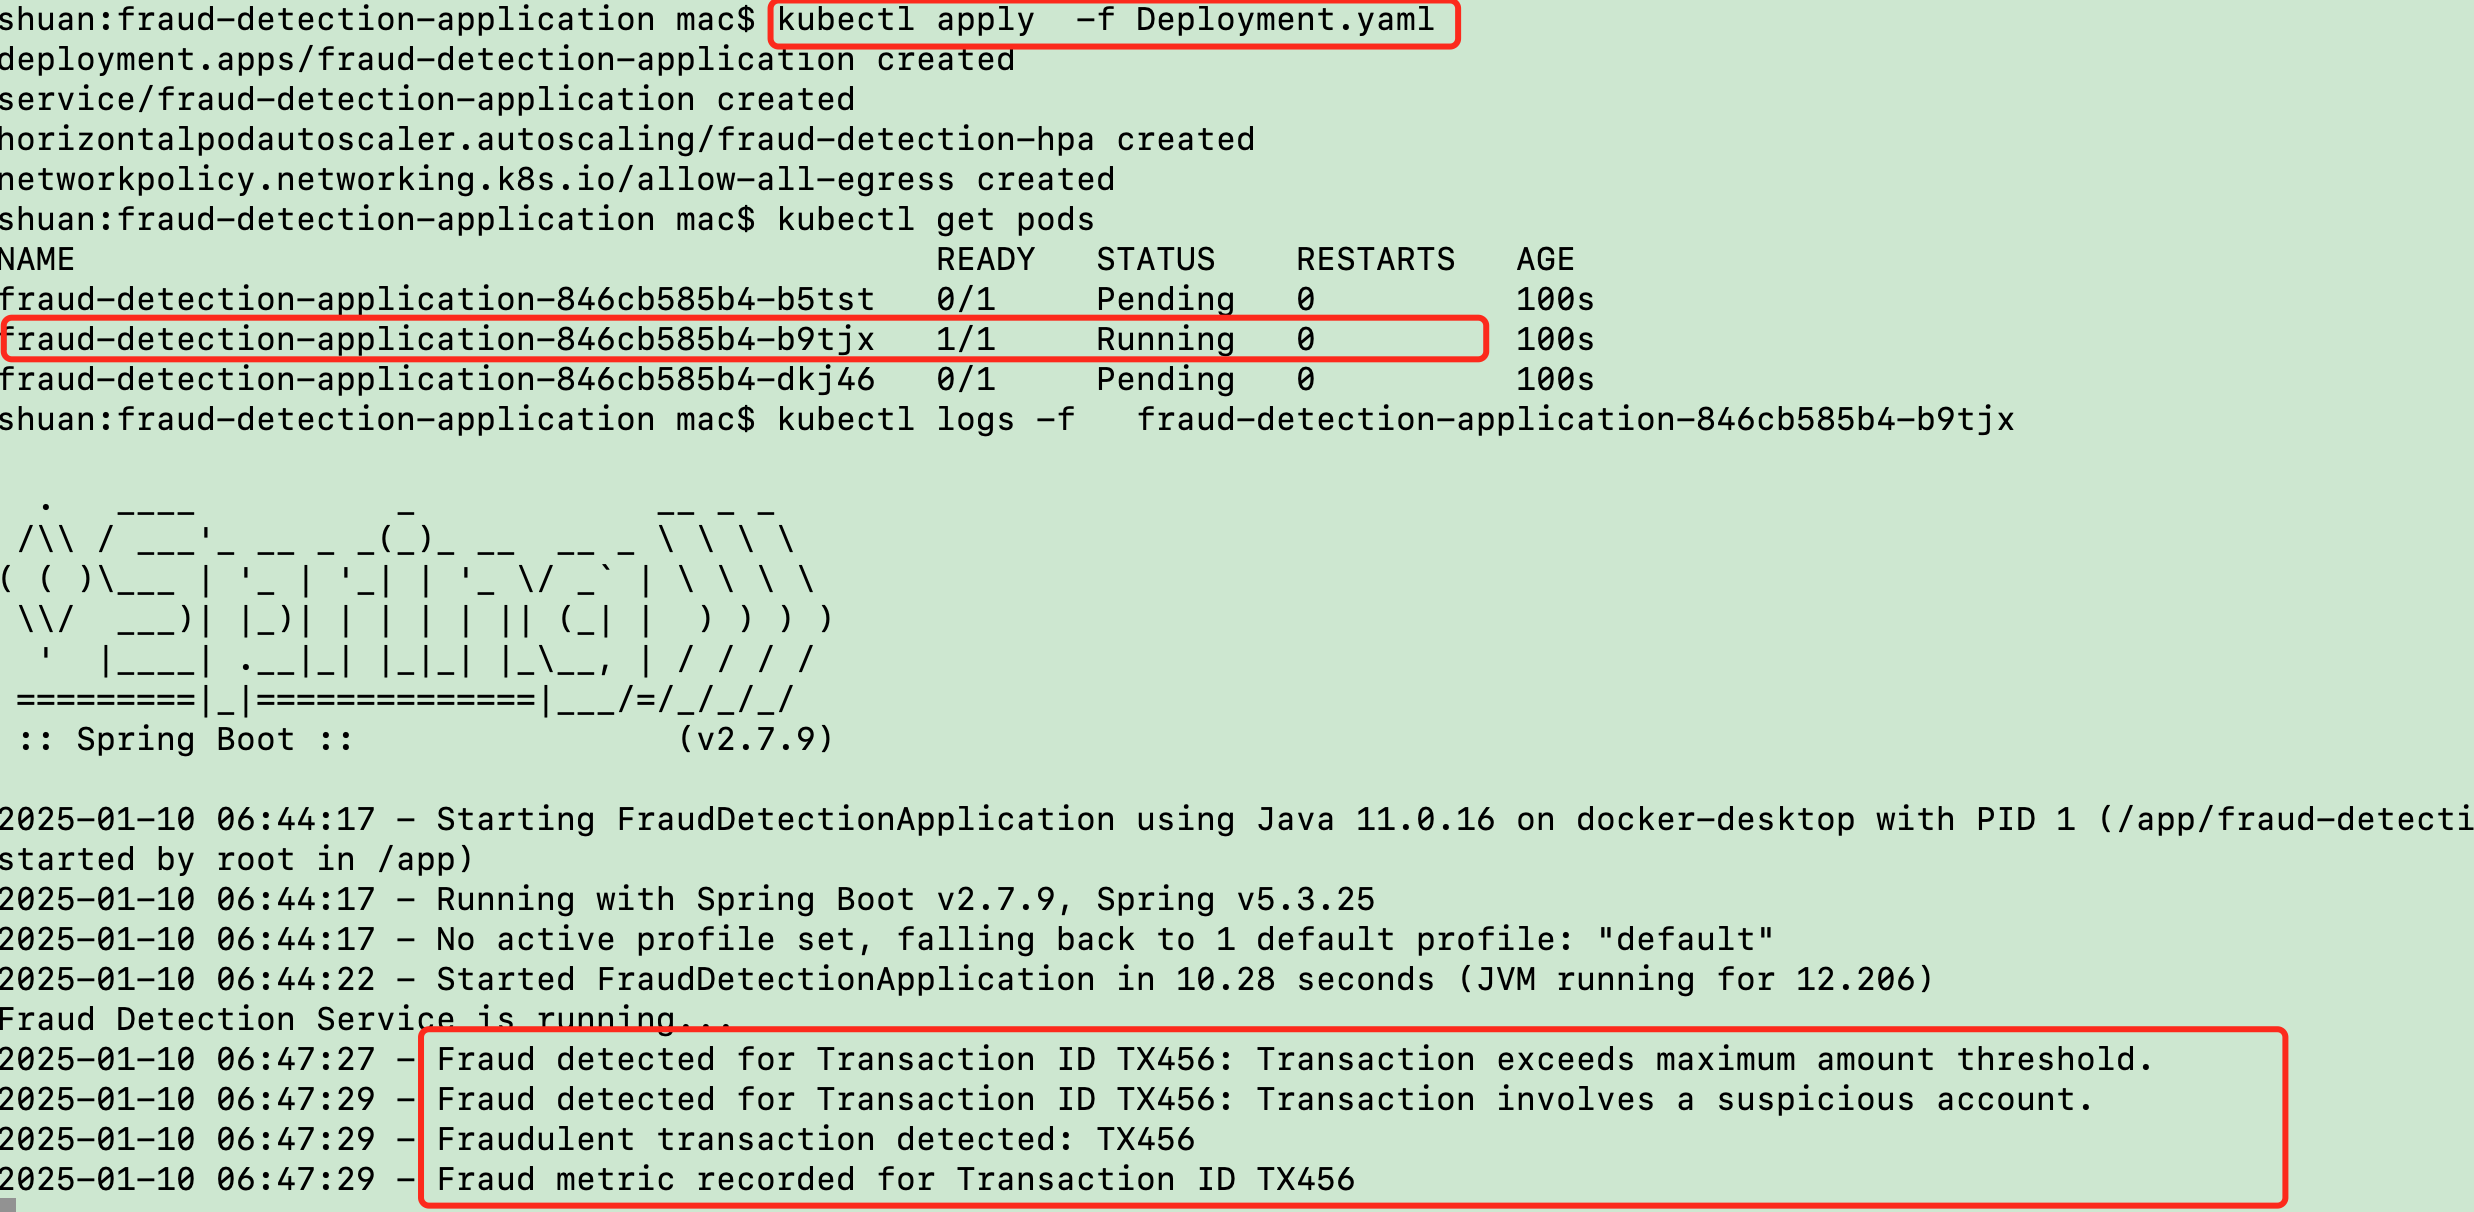 shuan:fraud-detection-application mac$ kubectl apply  -f Deployment.yaml
deployment.apps/fraud-detection-application created
service/fraud-detection-application created
horizontalpodautoscaler.autoscaling/fraud-detection-hpa created
networkpolicy.networking.k8s.io/allow-all-egress created
shuan:fraud-detection-application mac$ kubectl get pods
NAME                                           READY   STATUS    RESTARTS   AGE
fraud-detection-application-846cb585b4-b5tst   0/1     Pending   0          100s
fraud-detection-application-846cb585b4-b9tjx   1/1     Running   0          100s
fraud-detection-application-846cb585b4-dkj46   0/1     Pending   0          100s
shuan:fraud-detection-application mac$ kubectl logs -f   fraud-detection-application-846cb585b4-b9tjx
  .   ____          _            __ _ _
 /\\ / ___'_ __ _ _(_)_ __  __ _ \ \ \ \
( ( )\___ | '_ | '_| | '_ \/ _` | \ \ \ \
 \\/  ___)| |_)| | | | | || (_| |  ) ) ) )
  '  |____| .__|_| |_|_| |_\__, | / / / /
 =========|_|==============|___/=/_/_/_/
 :: Spring Boot ::                (v2.7.9)
2025-01-10 06:44:17 - Starting FraudDetectionApplication using Java 11.0.16 on docker-desktop with PID 1 (/app/fraud-detecti
started by root in /app)
2025-01-10 06:44:17 - Running with Spring Boot v2.7.9, Spring v5.3.25
2025-01-10 06:44:17 - No active profile set, falling back to 1 default profile: "default"
2025-01-10 06:44:22 - Started FraudDetectionApplication in 10.28 seconds (JVM running for 12.206)
Fraud Detection Service is running...
2025-01-10 06:47:27 - Fraud detected for Transaction ID TX456: Transaction exceeds maximum amount threshold.
2025-01-10 06:47:29 - Fraud detected for Transaction ID TX456: Transaction involves a suspicious account.
2025-01-10 06:47:29 - Fraudulent transaction detected: TX456
2025-01-10 06:47:29 - Fraud metric recorded for Transaction ID TX456